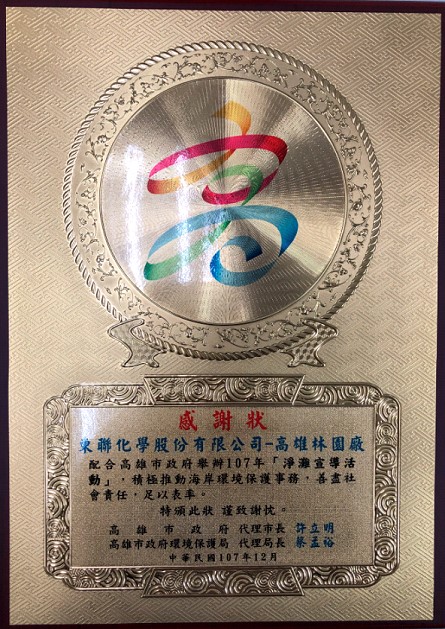 感謝狀
東聯化學股份有限公司-高雄林園廠
配合高雄市政府舉辦107年「淨灘宣導活
動」,積極推動海岸環境保護事務,善盡社
會責任,足以表率。
特頒此狀 謹致謝忱。
高雄市政府 代理市長 許立明
高雄市政府環境保護局 代理局長 蔡孟裕
中華民國107年12月